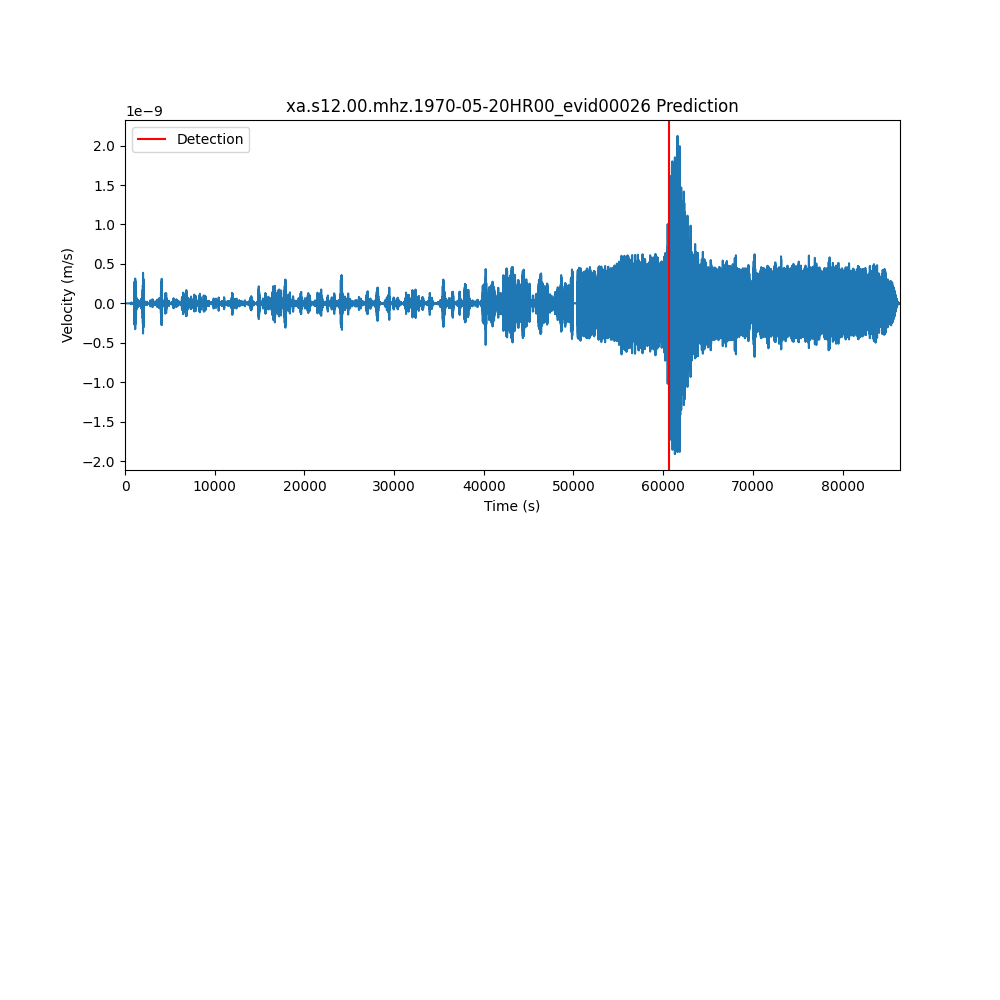 xa.s12.00.mhz.1970-05-20HR00_evid00026 Prediction
1e−9
Detection
2.0
1.5
1.0
0.5
0.0
−0.5
−1.0
−1.5
−2.0
Velocity (m/s)
0 10000 20000 30000 40000 50000 60000 70000 80000
Time (s)